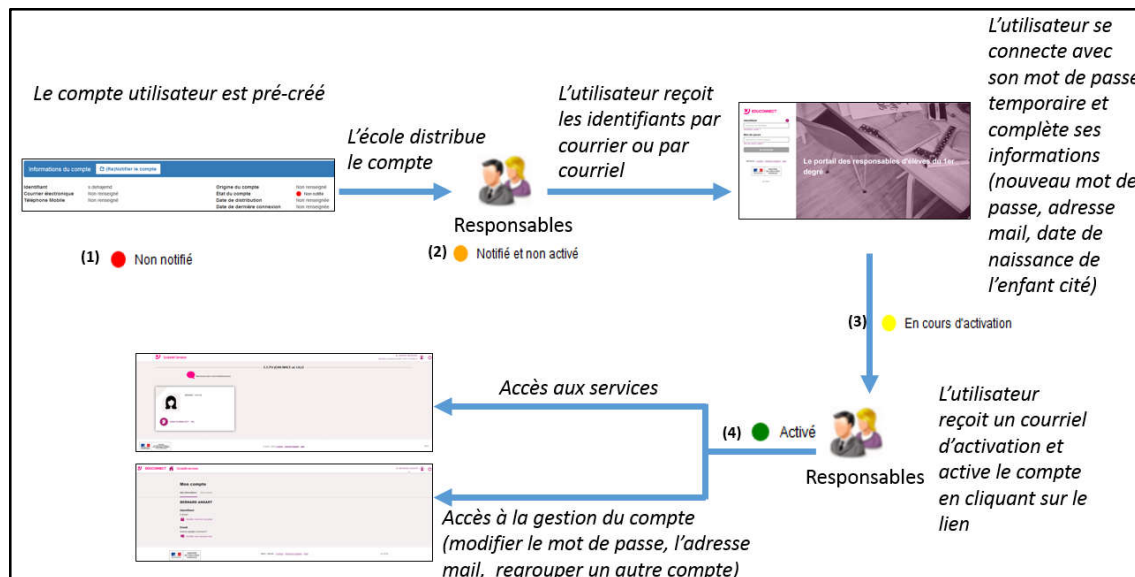 Le compte utilisateur est pré-créé
Informations du compte
(Re)Notifier le compte
Identifiant
Courrier électronique Non renseigné
Téléphone Mobile Non renseigné
Origine du compte Non renseigné
Etat du compte Non notifié
Date de distribution Non renseignée
Date de dernière connexion Non renseignée
(1) Non notifié
L'école distribue
le compte
Responsables
(2) Notifié et non activé
L'utilisateur reçoit
les identifiants par
courrier ou par
courriel
EDUCONNECT
Le portail des responsables d'élèves du 1er
degré
L'utilisateur se
connecte avec
son mot de passe
temporaire et
complète ses
informations
(nouveau mot de
passe, adresse
mail, date de
naissance de
l'enfant cité)
(3) En cours d'activation
L'utilisateur
reçoit un courriel
d'activation et
active le compte
en cliquant sur le
lien
Responsables
(4) Activé
Accès aux services
Accès à la gestion du compte
(modifier le mot de passe, l'adresse
mail, regrouper un autre compte)
EDUCONNECT
Mon compte